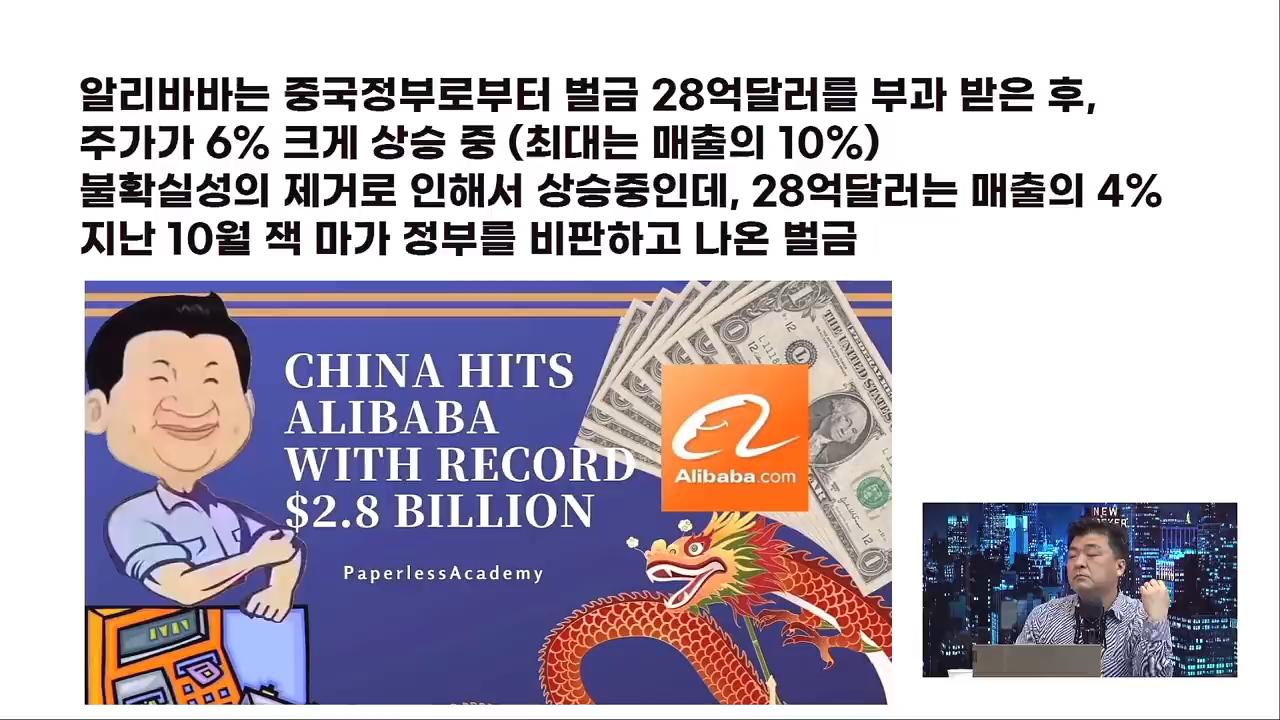 알리바바는 중국정부로부터 벌금 28억달러를 부과 받은 후,
주가가 6% 크게 상승 중 (최대는 매출의 10%)
불확실성의 제거로 인해서 상승중인데, 28억달러는 매출의 4%
지난 10월 잭 마가 정부를 비판하고 나온 벌금
CHINA HITS
ALIBABA
WITH RECORD
$2.8 BILLION
PaperlessAcademy
Alibaba.com
THE UNITED STATES
NEW